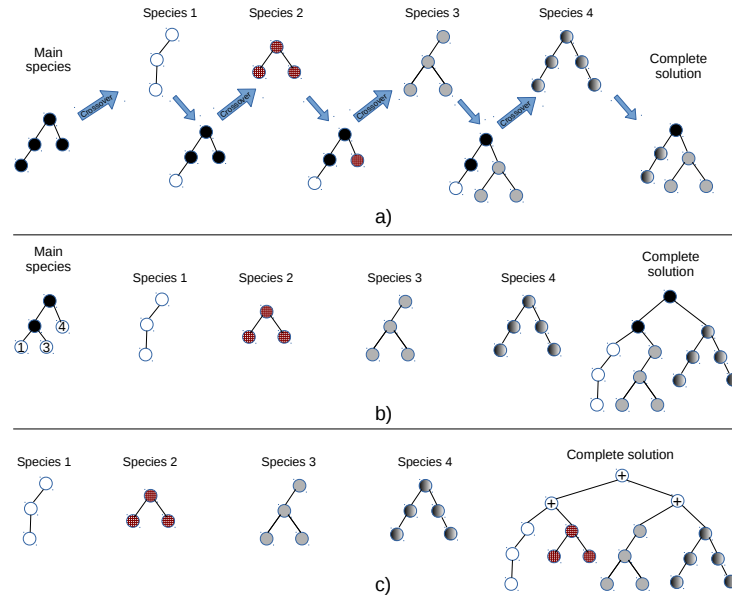 Species 1
Species 2
Species 3
Species 4
Main
species
Complete
solution
Crossover
Crossover
Crossover
Crossover
a)
Main
species
Species 1
Species 2
Species 3
Species 4
Complete
solution
4
1
3
b)
Species 1
Species 2
Species 3
Species 4
Complete solution
+
+
+
c)